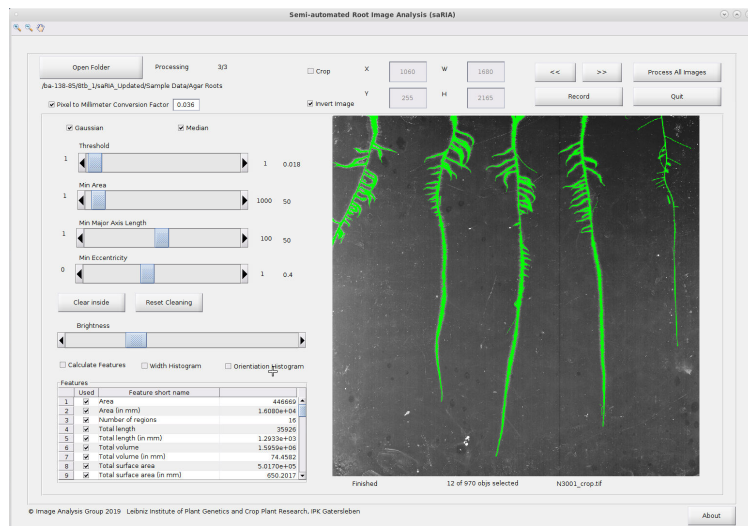 Semi-automated Root Image Analysis (saRIA)
Open Folder Processing 3/3
Crop X 1060 W 1680 << >> Process All Images
/ba-138-85/8tb_1/saRIA_Updated/Sample Data/Agar Roots
Pixel to Millimeter Conversion Factor 0.036 Invert Image Y 255 H 2165 Record Quit
Gaussian Median
Threshold
1 1 0.018
Min Area
1 1000 50
Min Major Axis Length
1 100 50
Min Eccentricity
0 1 0.4
Clear inside Reset Cleaning
Brightness
Calculate Features Width Histogram Orientiation Histogram
Features
Used Feature short name
1 Area 446669
2 Area (in mm) 1.6080e+04
3 Number of regions 16
4 Total length 35926
5 Total length (in mm) 1.2933e+03
6 Total volume 1.5959e+06
7 Total volume (in mm) 74.4582
8 Total surface area 5.0170e+05
9 Total surface area (in mm) 650.2017
Finished 12 of 970 objs selected N3001_crop.tif
© Image Analysis Group 2019 Leibniz Institute of Plant Genetics and Crop Plant Research, IPK Gatersleben
About